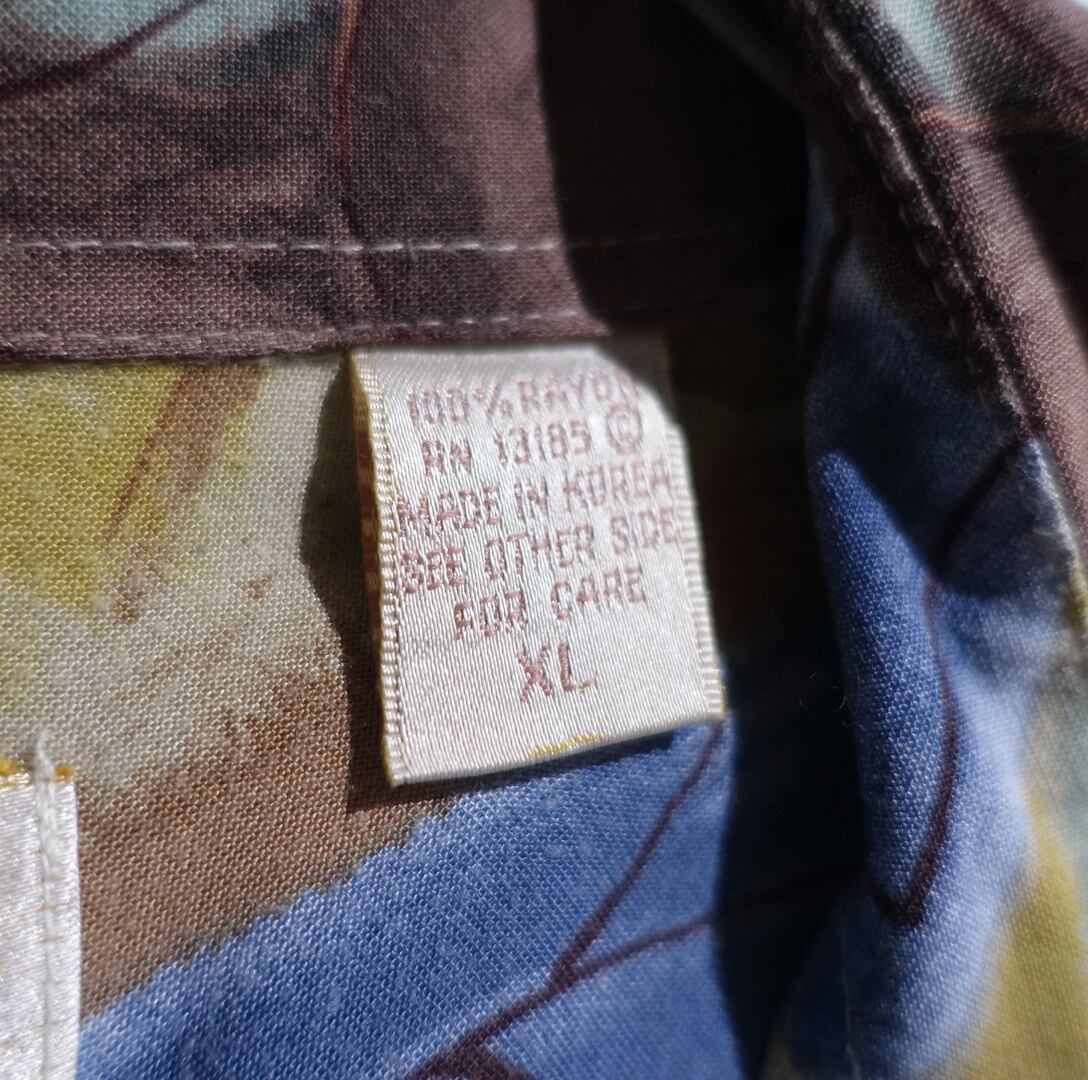 100% RAYON
RN 13185 ©
MADE IN KOREA
SEE OTHER SIDE
FOR CARE
XL